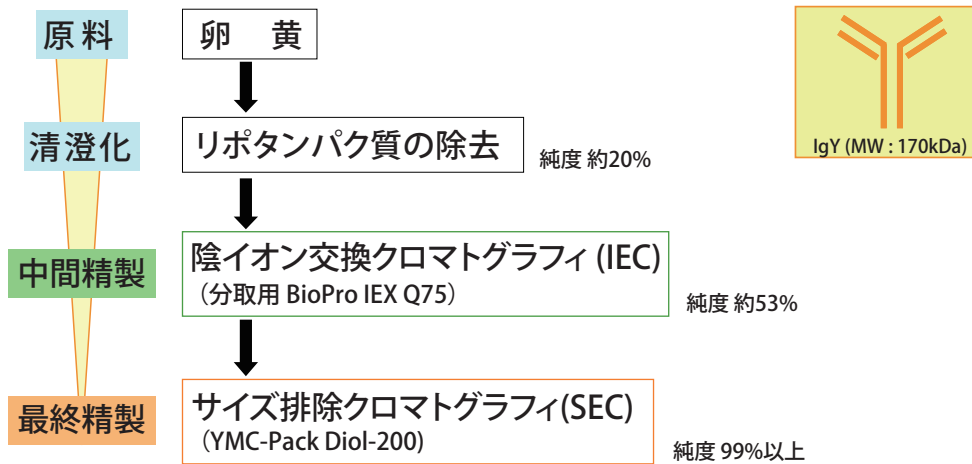 原料
卵　黄
IgY (MW : 170kDa)
清澄化
リポタンパク質の除去
純度 約20%
中間精製
陰イオン交換クロマトグラフィ (IEC)
（分取用 BioPro IEX Q75）
純度 約53%
最終精製
サイズ排除クロマトグラフィ(SEC)
（YMC-Pack Diol-200)
純度 99%以上